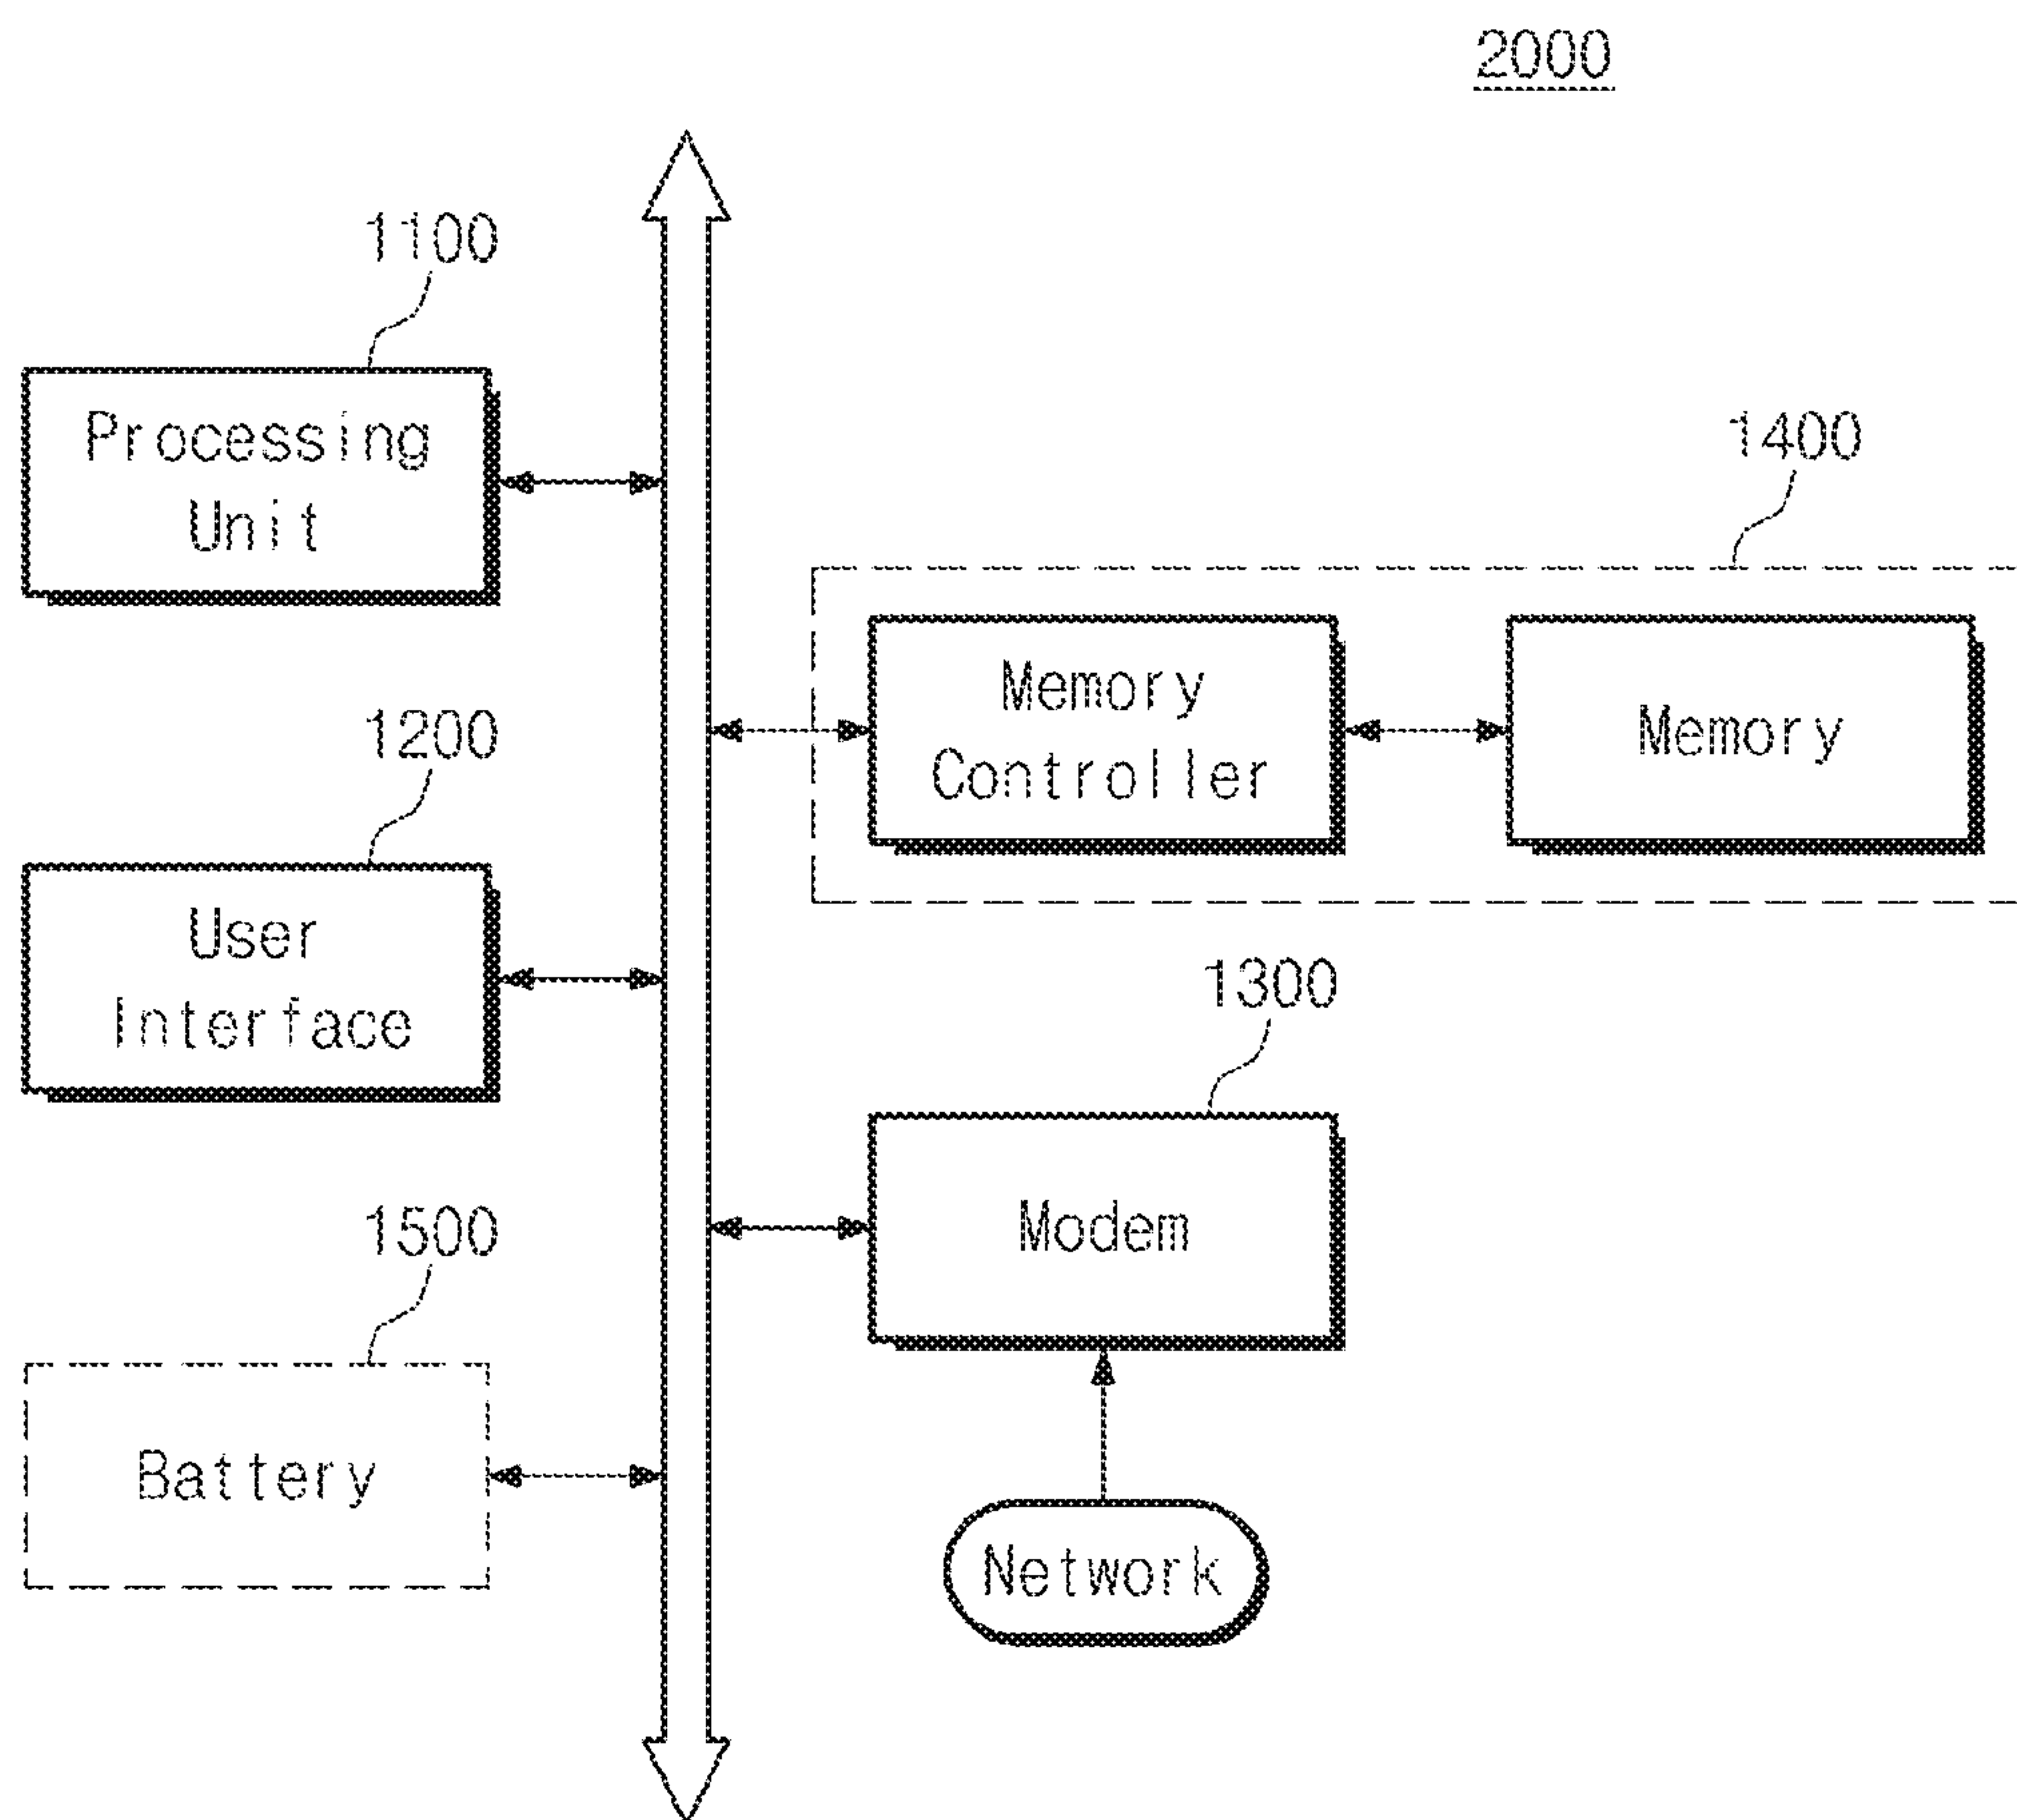 2000
1100
Processing
Unit
1400
Memory
Controller
Memory
1200
User
Interface
1300
Modem
1500
Battery
Network